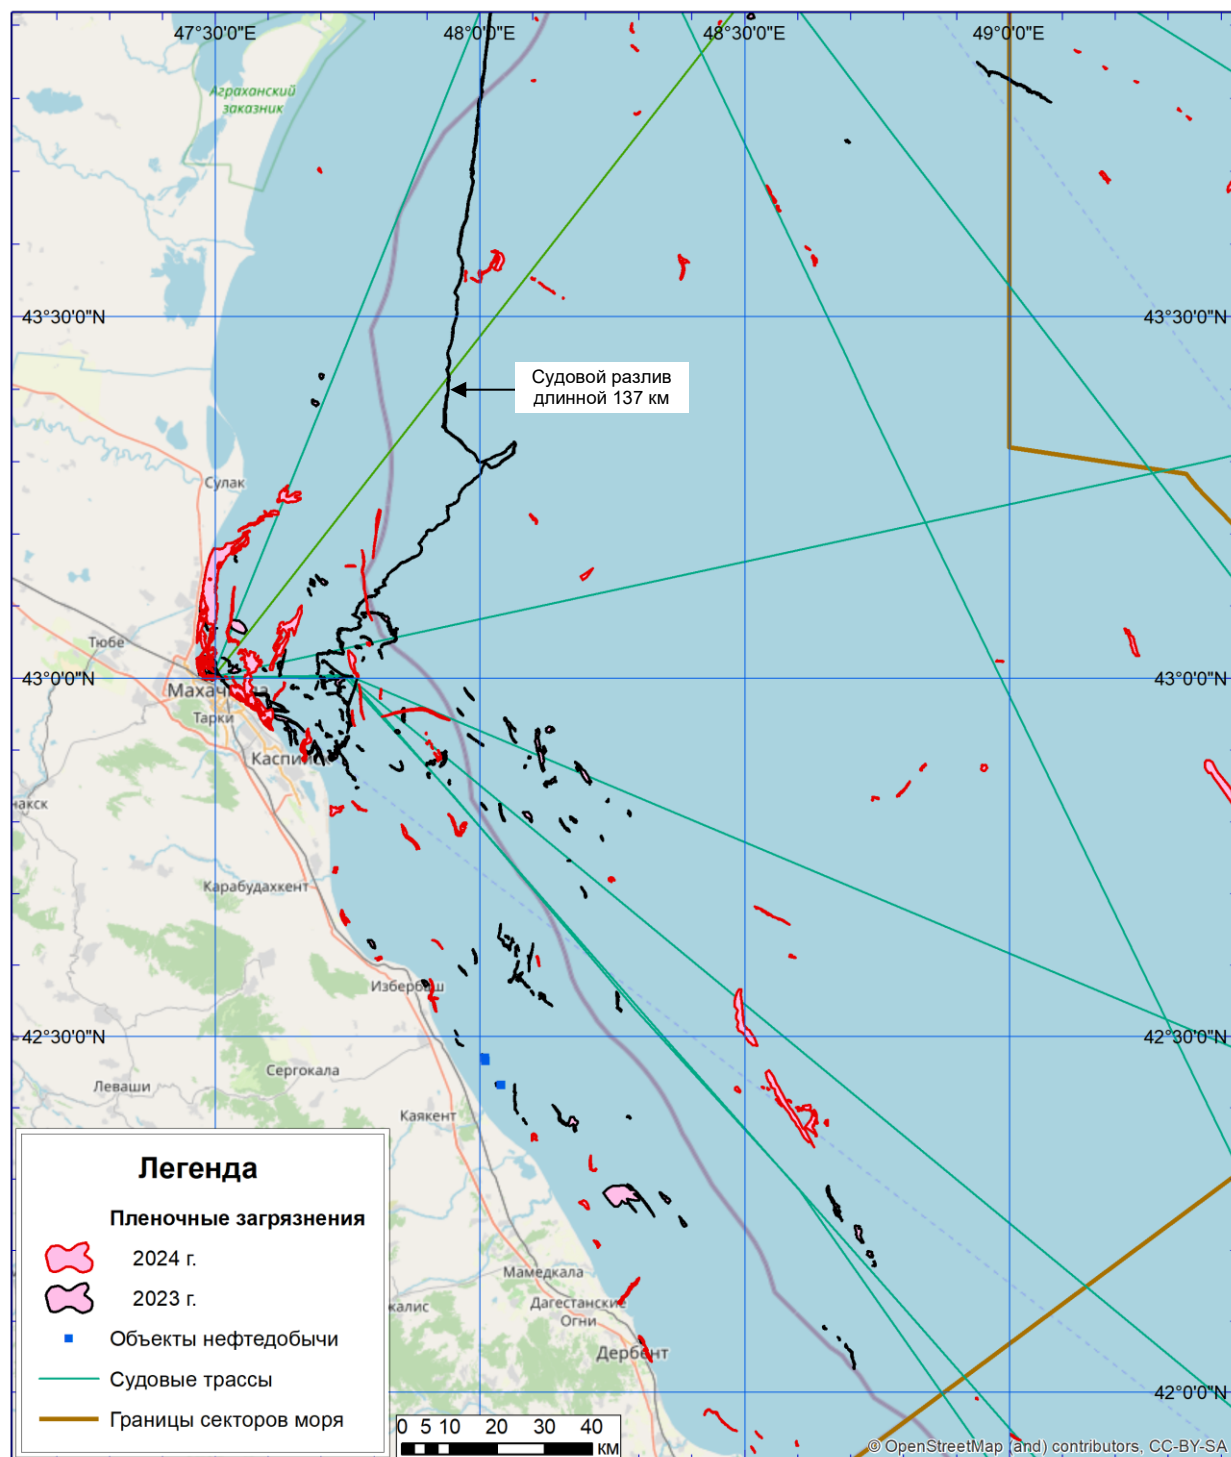 47°30'0"E
48°0'0"E
48°30'0"E
49°0'0"E
Аграханский
заказник
43°30'0"N
43°30'0"N
Судовой разлив
длинной 137 км
Сулак
Тюбе
43°0'0"N
43°0'0"N
Махачкала
Тарки
Каспийск
накск
Карабудахкент
Избербаш
42°30'0"N
42°30'0"N
Сергокала
Леваши
Каякент
Легенда
Пленочные загрязнения
2024 г.
2023 г.
Объекты нефтедобычи
Судовые трассы
Границы секторов моря
Мамедкала
жалис
Дагестанские
Огни
Дербент
42°0'0"N
0 5 10 20 30 40
КМ
© OpenStreetMap (and) contributors, CC-BY-SA